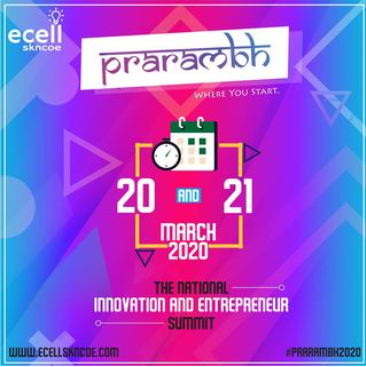 ecell
skncoe
prarambh
WHERE YOU START.
20 AND 21
MARCH
2020
THE NATIONAL
INNOVATION AND ENTREPRENEUR
SUMMIT
WWW.ECELLSKNCOE.COM
#PRARAMBH2020